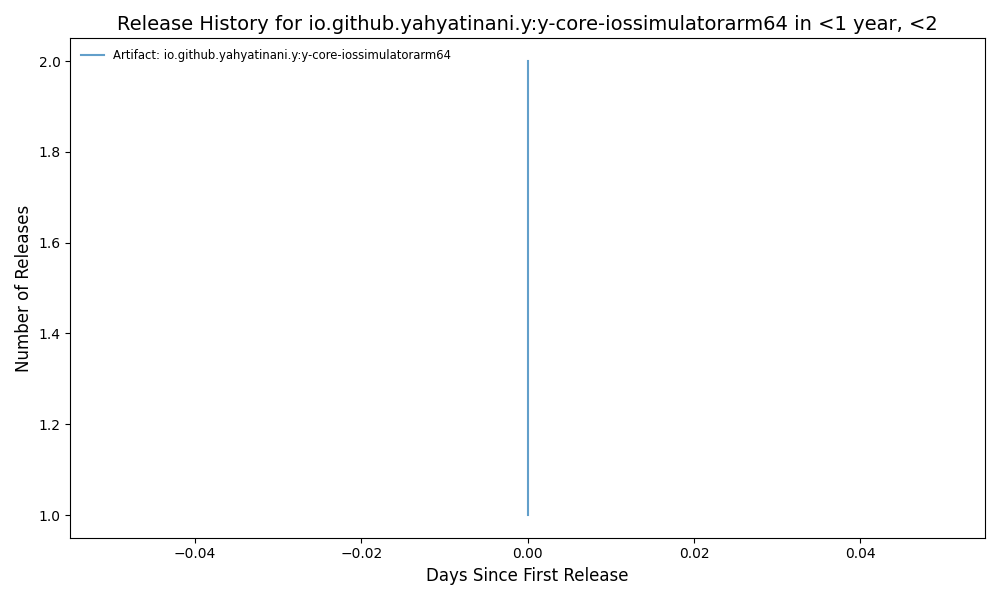 Release History for io.github.yahyatinani.y:y-core-iossimulatorarm64 in <1 year, <2
Artifact: io.github.yahyatinani.y:y-core-iossimulatorarm64
Number of Releases
2.0
1.8
1.6
1.4
1.2
1.0
−0.04
−0.02
0.00
0.02
0.04
Days Since First Release